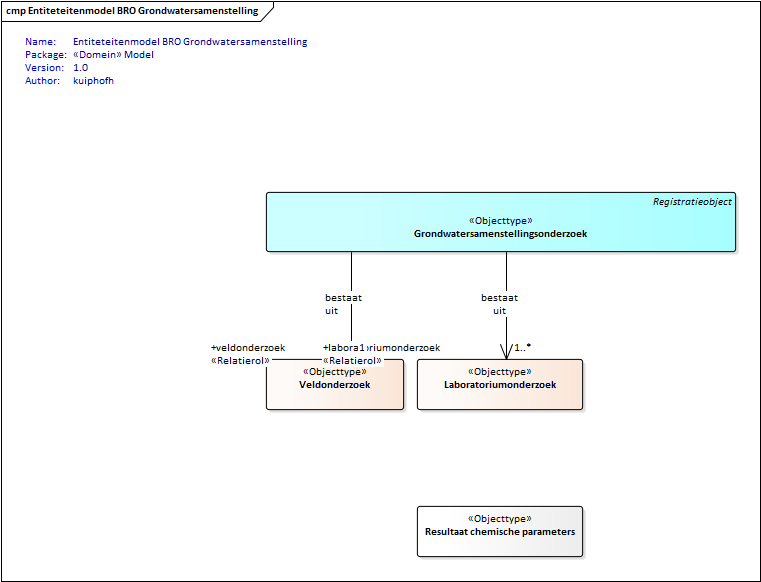 cmp Entiteteitenmodel BRO Grondwatersamenstelling
Name: Entiteteitenmodel BRO Grondwatersamenstelling
Package: «Domein» Model
Version: 1.0
Author: kuiphofh
Registratieobject
«Objecttype»
Grondwatersamenstellingsonderzoek
bestaat
uit
bestaat
uit
+veldonderzoek
«Relatierol»
1
«Relatierol»
1..*
«Objecttype»
Veldonderzoek
«Objecttype»
Laboratoriumonderzoek
«Objecttype»
Resultaat chemische parameters